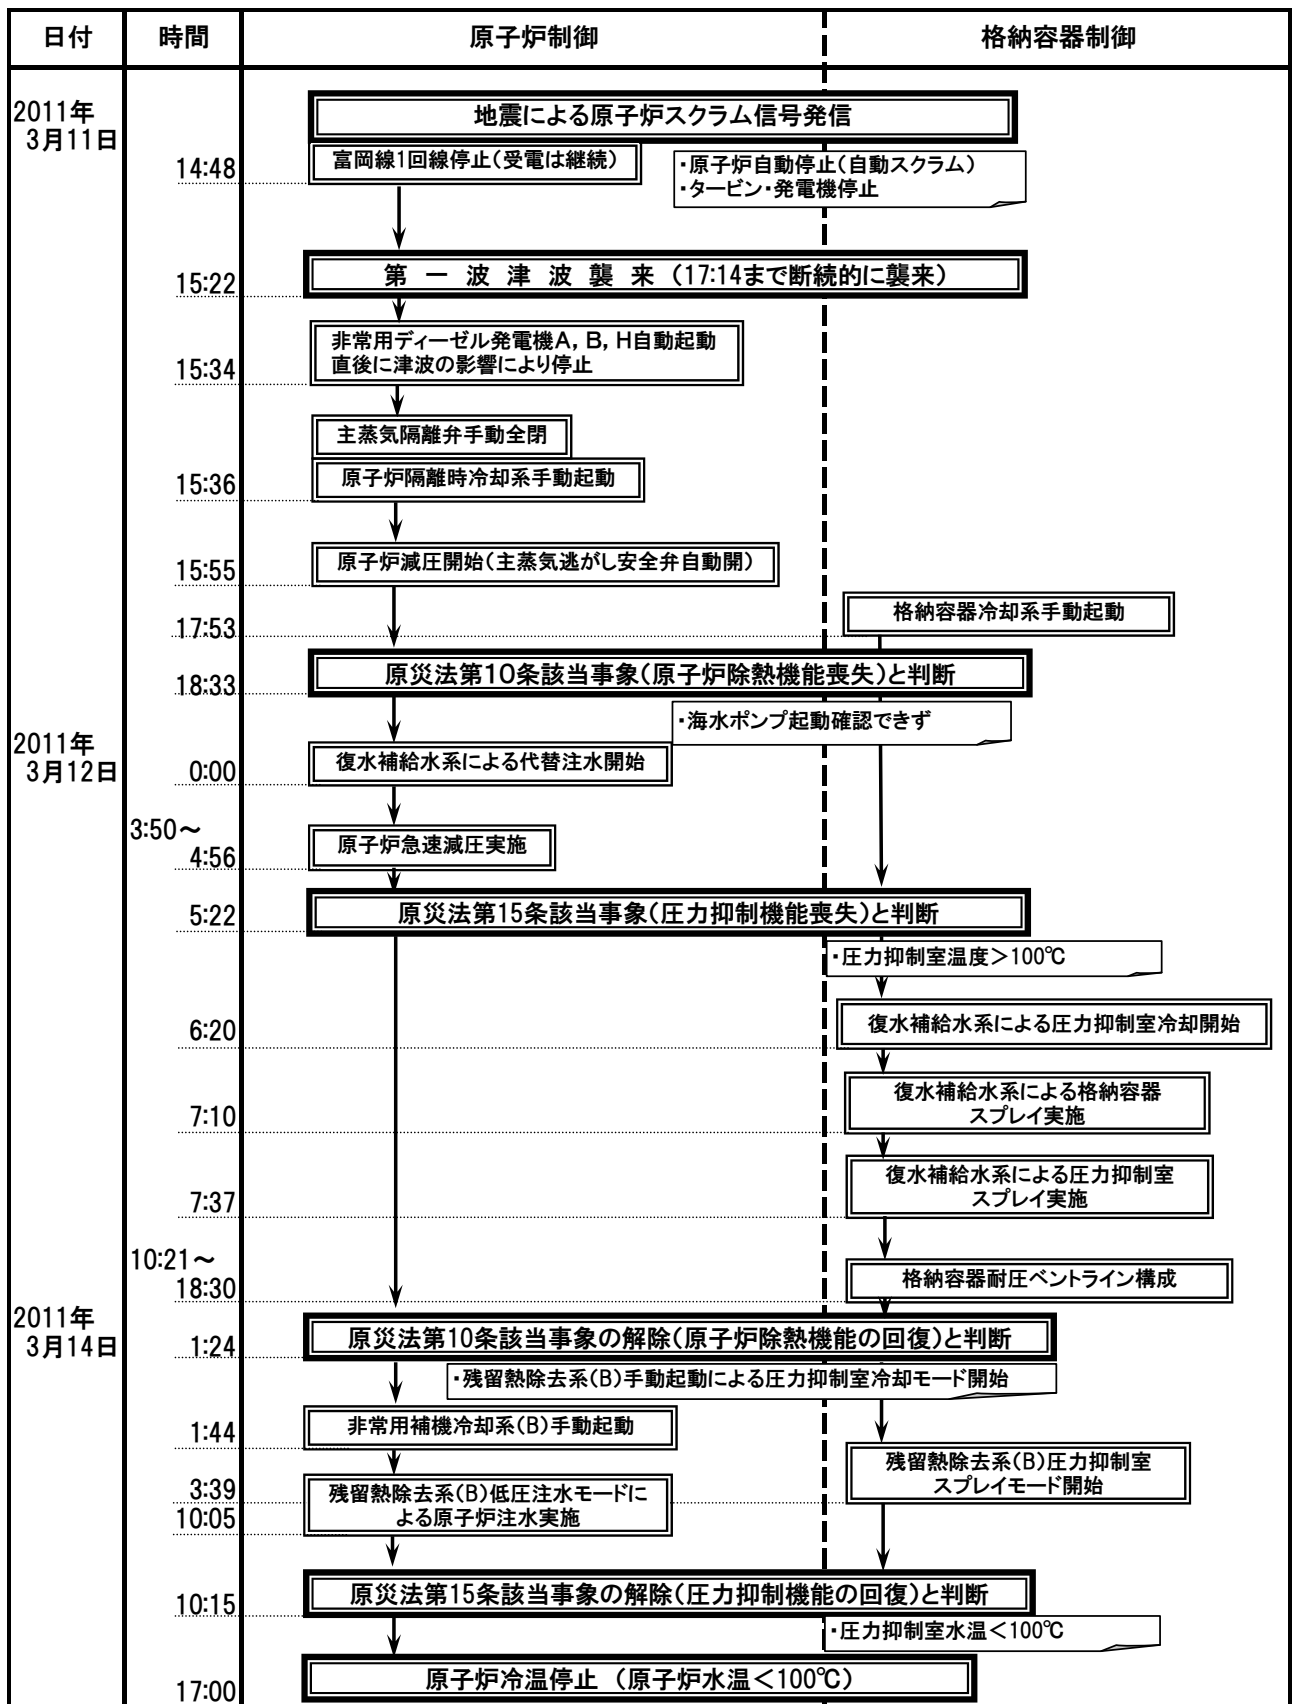 日付
時間
原子炉制御
格納容器制御
2011年
3月11日
地震による原子炉スクラム信号発信
14:48
富岡線1回線停止(受電は継続)
・原子炉自動停止(自動スクラム)
・タービン・発電機停止
15:22
第一波津波襲来 (17:14まで断続的に襲来)
15:34
非常用ディーゼル発電機A, B, H自動起動
直後に津波の影響により停止
主蒸気隔離弁手動全閉
15:36
原子炉隔離時冷却系手動起動
15:55
原子炉減圧開始(主蒸気逃がし安全弁自動開)
17:53
格納容器冷却系手動起動
18:33
原災法第10条該当事象(原子炉除熱機能喪失)と判断
・海水ポンプ起動確認できず
2011年
3月12日
0:00
復水補給水系による代替注水開始
3:50～
4:56
原子炉急速減圧実施
5:22
原災法第15条該当事象(圧力抑制機能喪失)と判断
・圧力抑制室温度＞100℃
6:20
復水補給水系による圧力抑制室冷却開始
7:10
復水補給水系による格納容器
スプレイ実施
7:37
復水補給水系による圧力抑制室
スプレイ実施
10:21～
18:30
格納容器耐圧ベントライン構成
2011年
3月14日
1:24
原災法第10条該当事象の解除(原子炉除熱機能の回復)と判断
・残留熱除去系(B)手動起動による圧力抑制室冷却モード開始
1:44
非常用補機冷却系(B)手動起動
3:39
残留熱除去系(B)圧力抑制室
スプレイモード開始
10:05
残留熱除去系(B)低圧注水モードに
よる原子炉注水実施
10:15
原災法第15条該当事象の解除(圧力抑制機能の回復)と判断
・圧力抑制室水温＜100℃
17:00
原子炉冷温停止 (原子炉水温＜100℃)